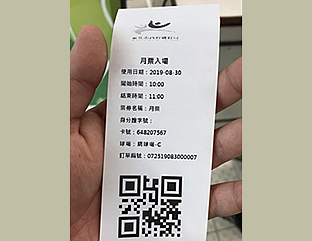 月票入場
使用日期：2019-08-30
開始時間：10:00
結束時間：11:00
票券名稱：月票
身分證字號：
卡號：648207567
球場：網球場-C
訂單編號：072519083000007